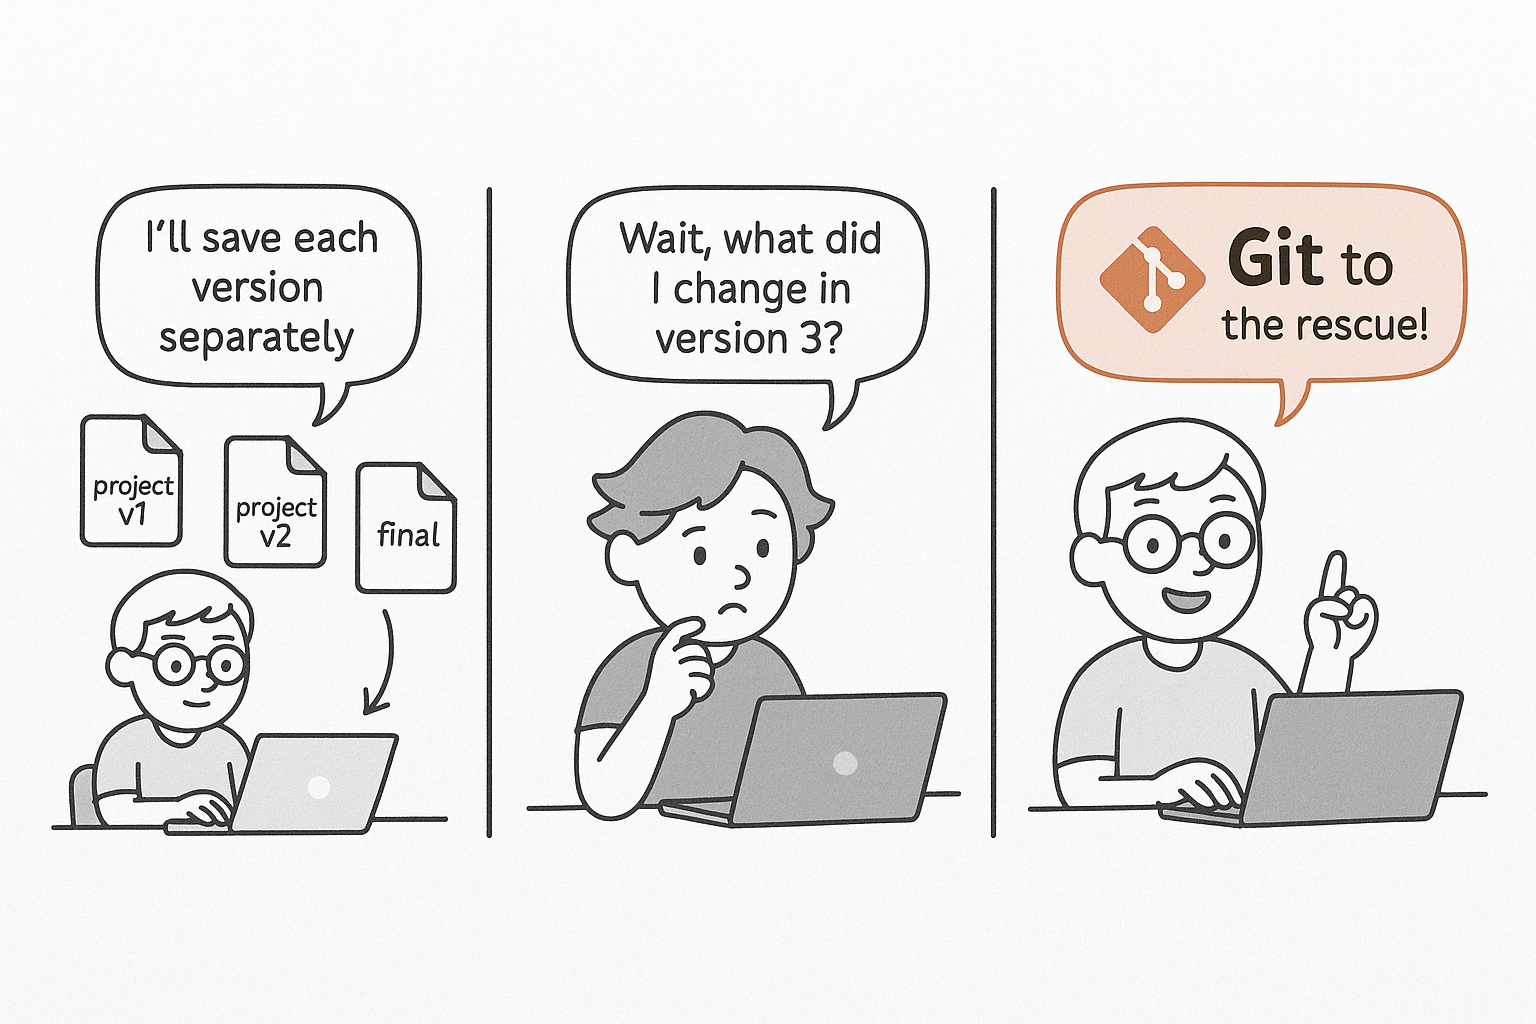 I’ll save each
version
separately
project
v1
project
v2
final
Wait, what did
I change in
version 3?
Git to
the rescue!